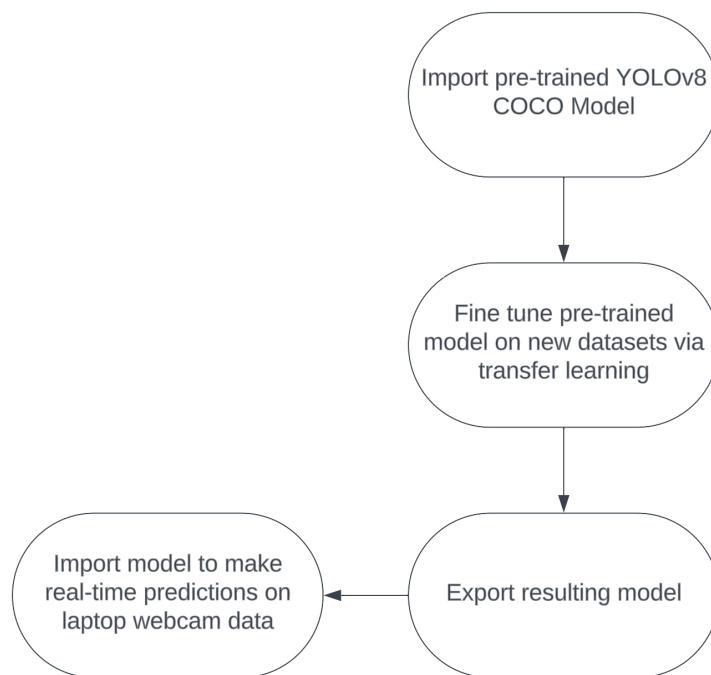 Import pre-trained YOLOv8
COCO Model
Fine tune pre-trained
model on new datasets via
transfer learning
Export resulting model
Import model to make
real-time predictions on
laptop webcam data